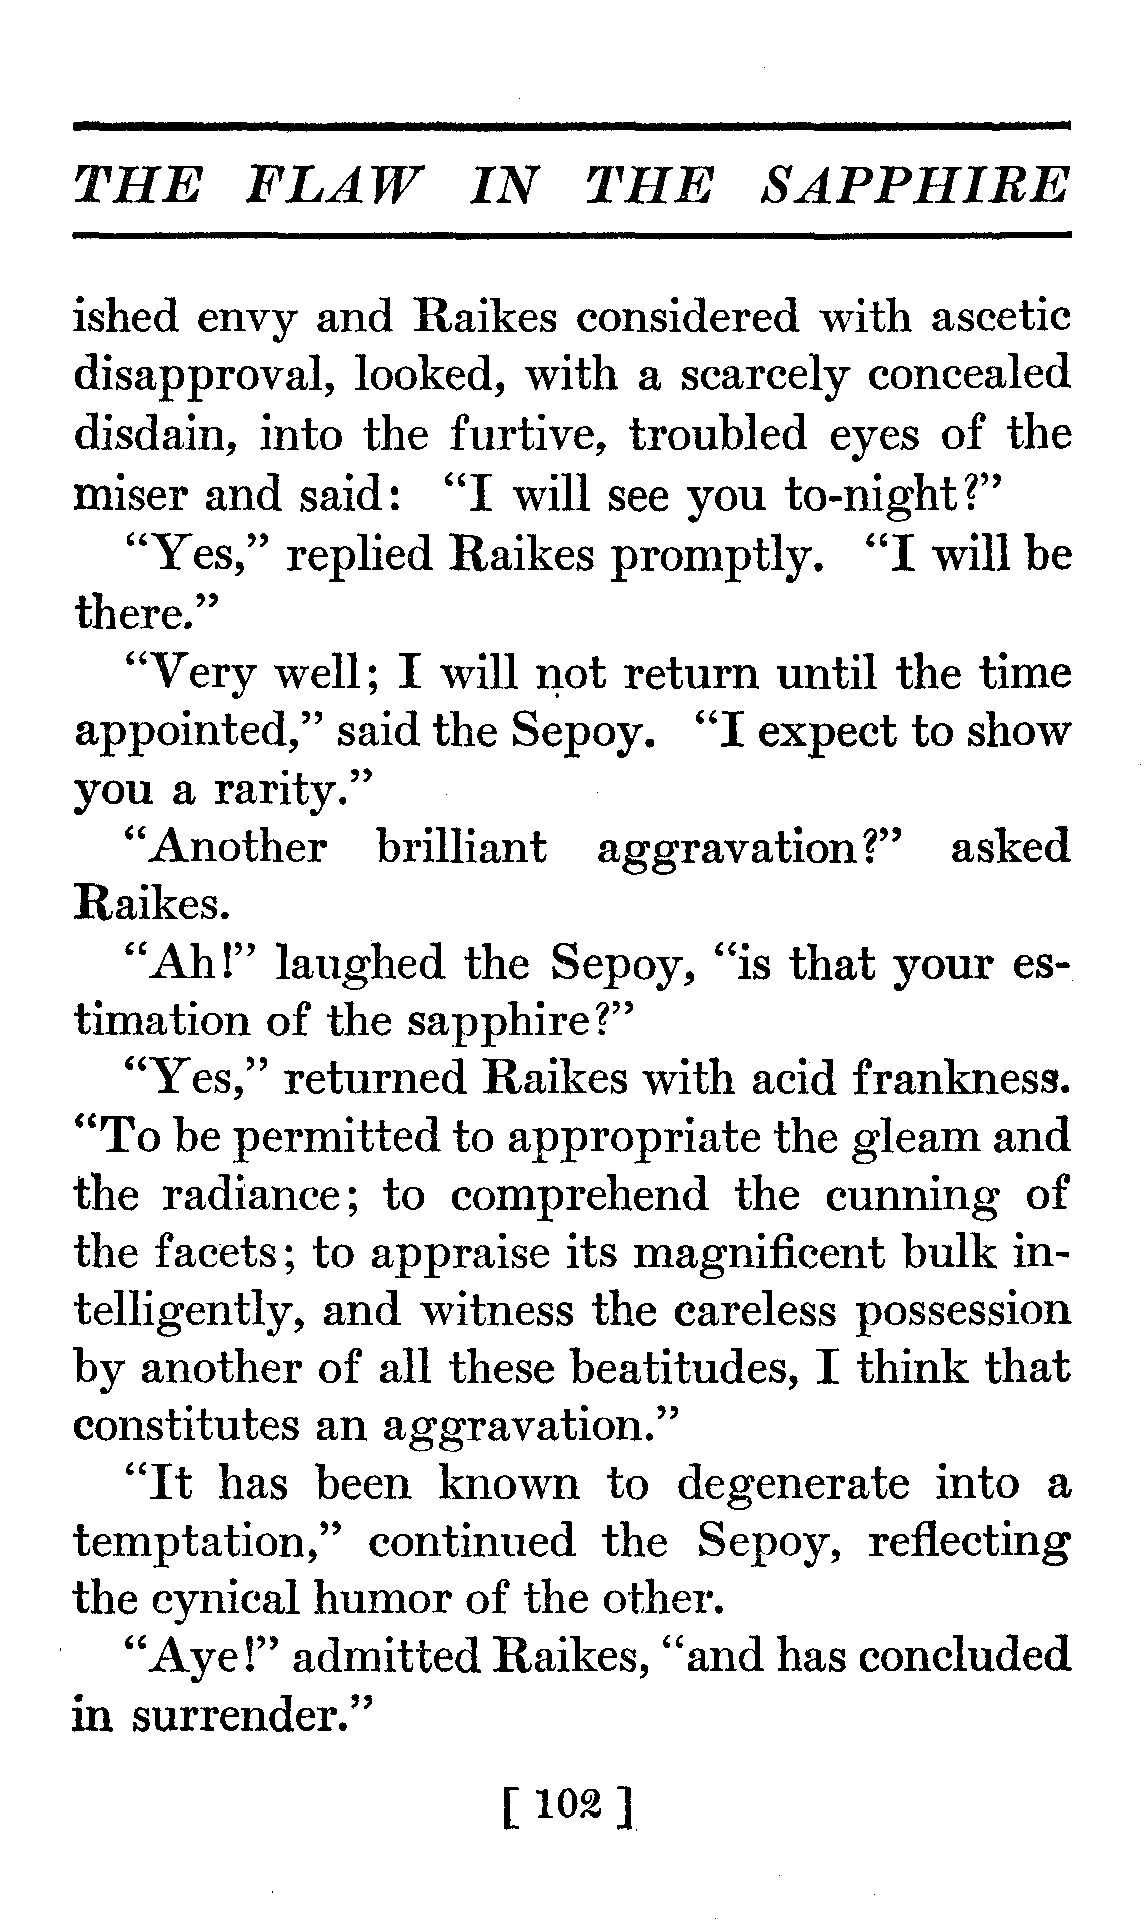 THE FLAW IN THE SAPPHIRE
ished envy and Raikes considered with ascetic
disapproval, looked, with a scarcely concealed
disdain, into the furtive, troubled eyes of the
miser and said: "I will see you to-night?"
"Yes," replied Raikes promptly. "I will be
there."
"Very well; I will not return until the time
appointed," said the Sepoy. "I expect to show
you a rarity."
"Another brilliant aggravation?" asked
Raikes.
"Ah!" laughed the Sepoy, "is that your es-
timation of the sapphire?"
"Yes," returned Raikes with acid frankness.
"To be permitted to appropriate the gleam and
the radiance; to comprehend the cunning of
the facets; to appraise its magnificent bulk in-
telligently, and witness the careless possession
by another of all these beatitudes, I think that
constitutes an aggravation."
"It has been known to degenerate into a
temptation," continued the Sepoy, reflecting
the cynical humor of the other.
"Aye!" admitted Raikes, "and has concluded
in surrender."
[ 102 ]